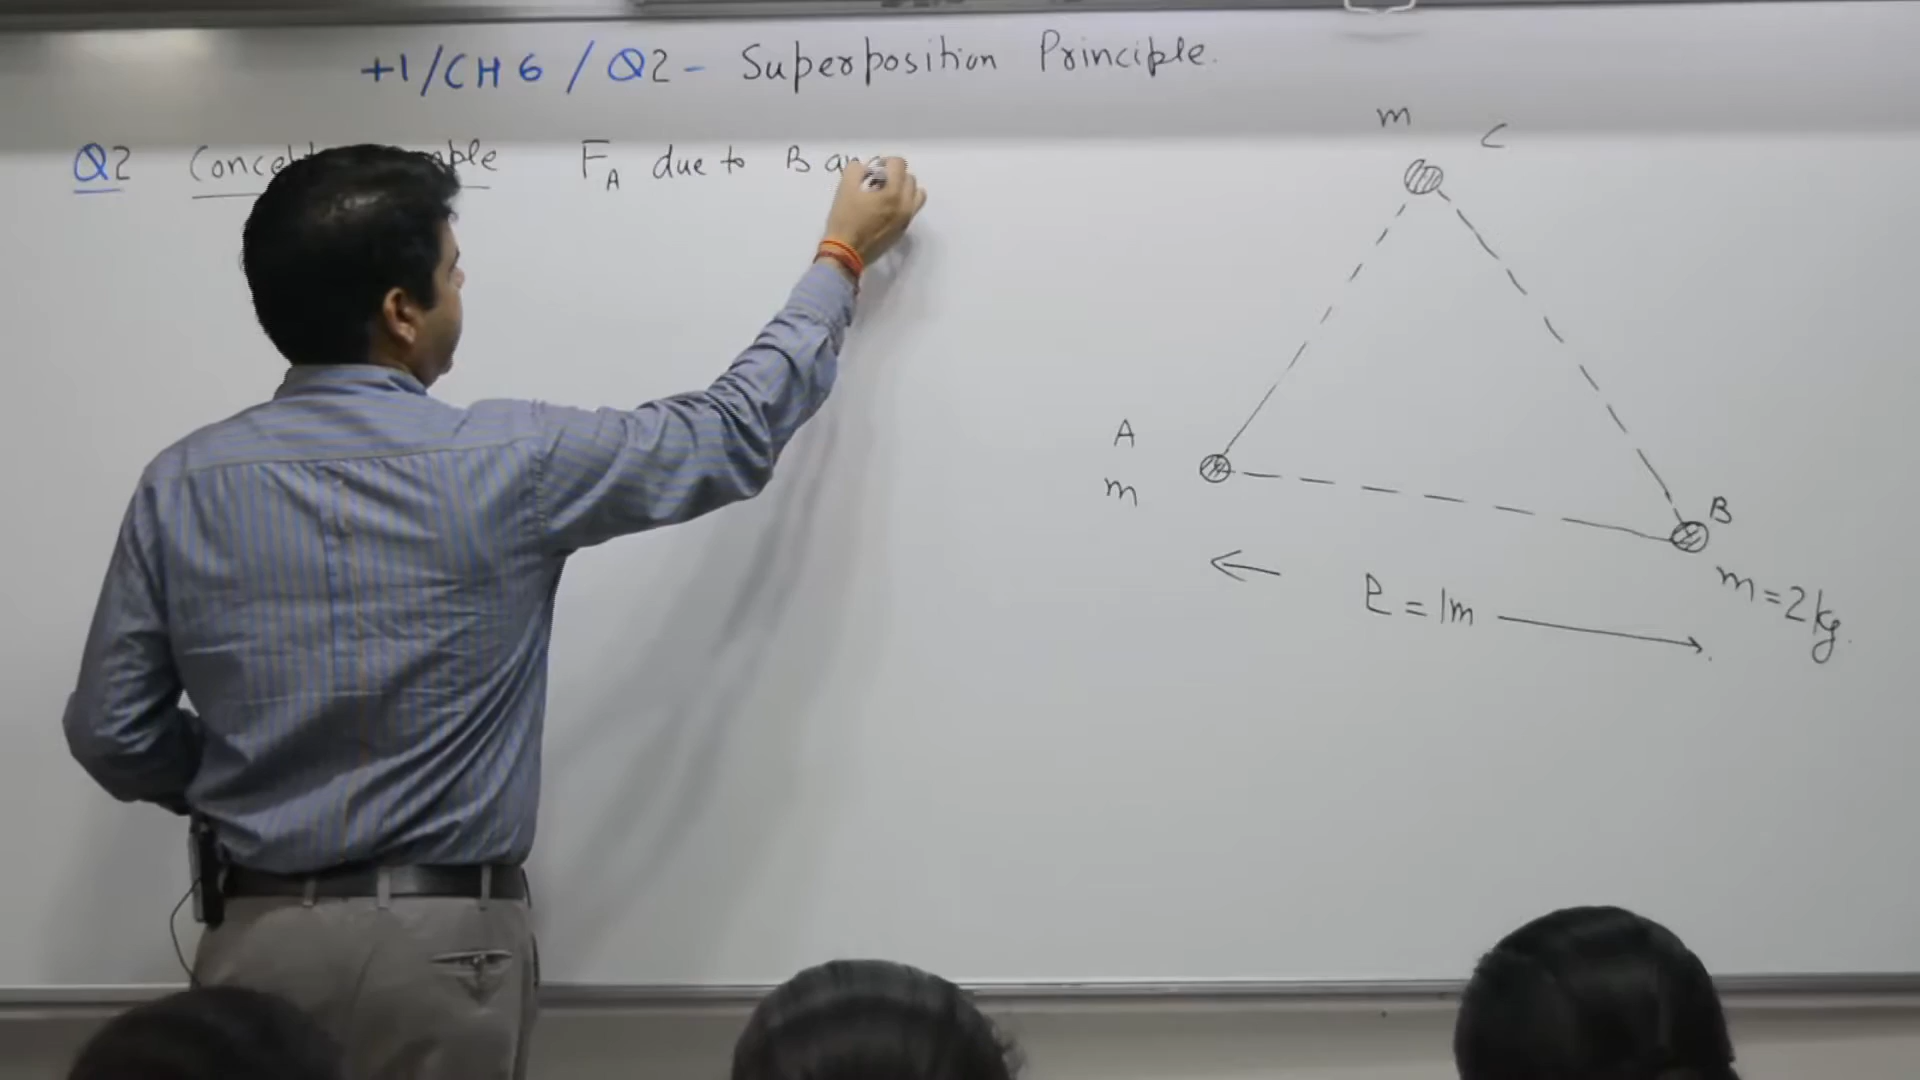 +1/CH 6 / Q2 - Superposition Principle.
Q2 F_A due to B
m C
A
m
B
m = 2 kg.
l = 1m